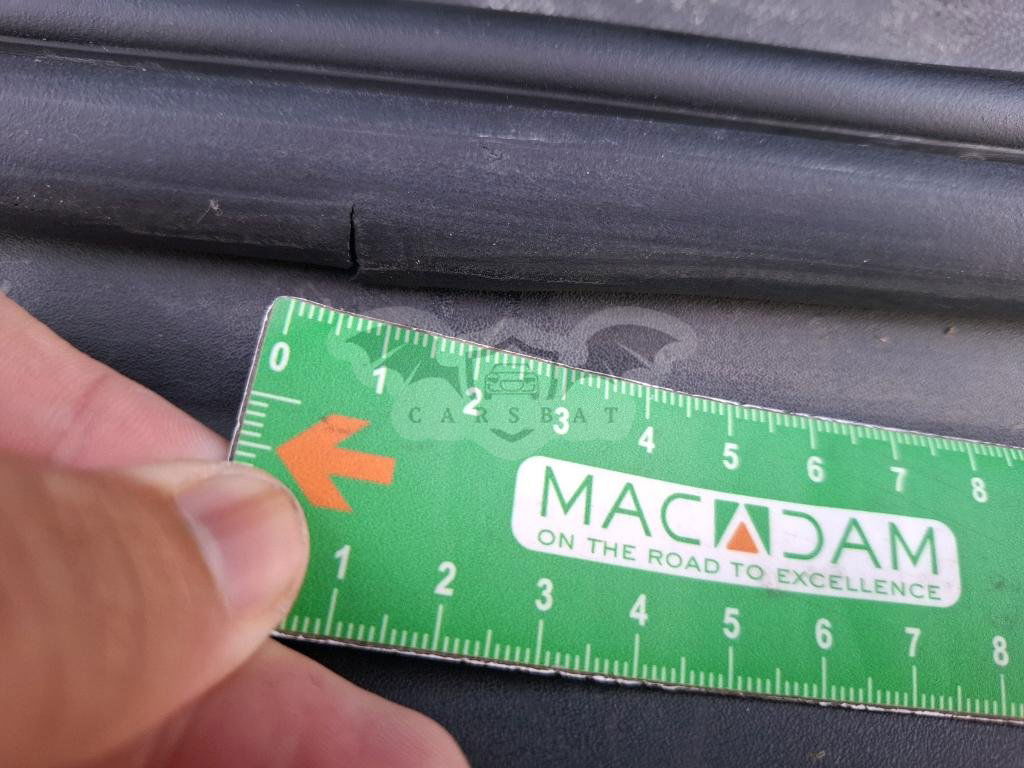 0 1 2 3 4 5 6 7 8
CARSBAT
MACADAM
ON THE ROAD TO EXCELLENCE
1 2 3 4 5 6 7 8